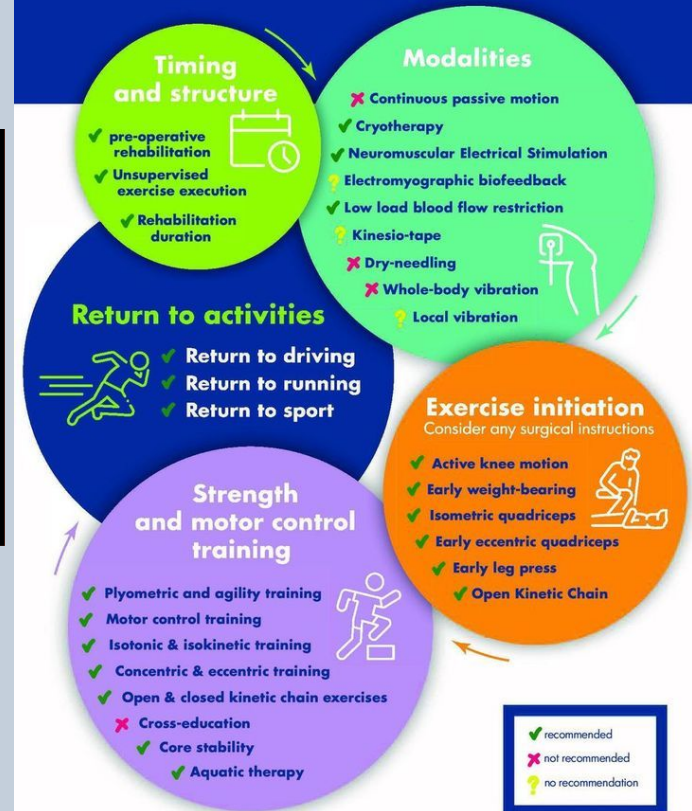 Timing
and structure
pre-operative
rehabilitation
Unsupervised
exercise execution
Rehabilitation
duration
Modalities
Continuous passive motion
Cryotherapy
Neuromuscular Electrical Stimulation
Electromyographic biofeedback
Low load blood flow restriction
Kinesio-tape
Dry-needling
Whole-body vibration
Local vibration
Exercise initiation
Consider any surgical instructions
Active knee motion
Early weight-bearing
Isometric quadriceps
Early eccentric quadriceps
Early leg press
Open Kinetic Chain
Strength
and motor control
training
Plyometric and agility training
Motor control training
Isotonic & isokinetic training
Concentric & eccentric training
Open & closed kinetic chain exercises
Cross-education
Core stability
Aquatic therapy
Return to activities
Return to driving
Return to running
Return to sport
recommended
not recommended
no recommendation